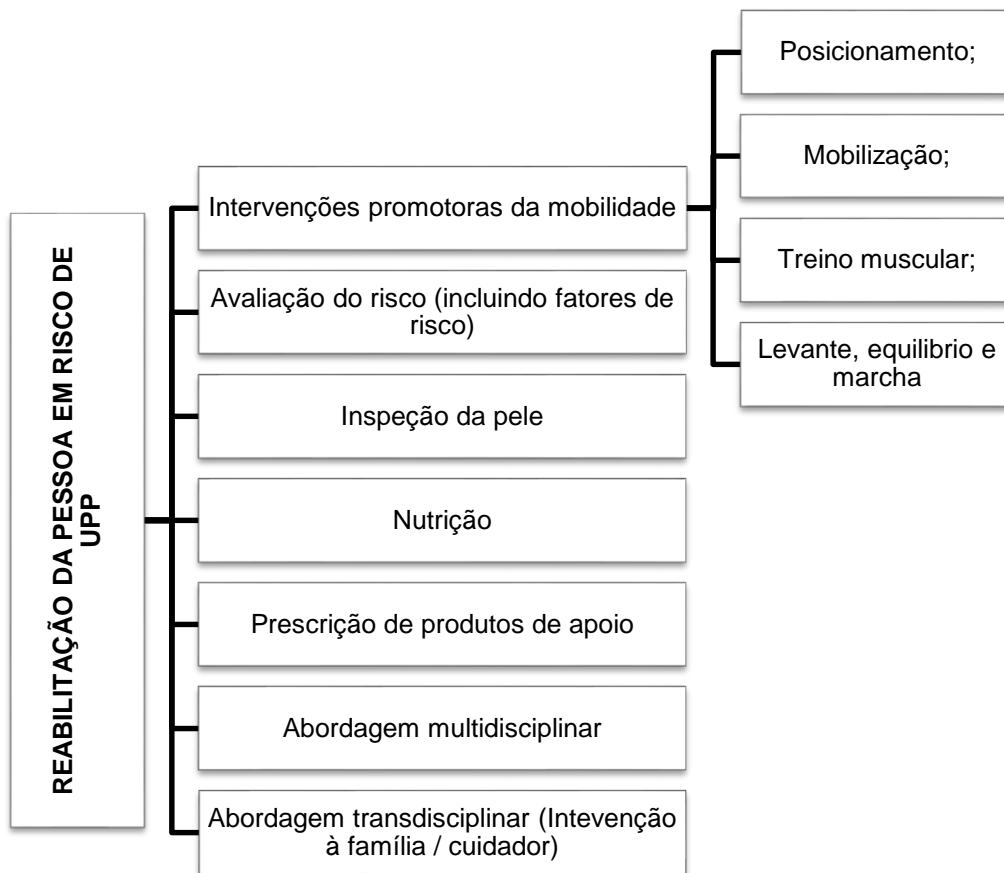 REABILITAÇÃO DA PESSOA EM RISCO DE
UPP
Intervenções promotoras da mobilidade
Posicionamento;
Mobilização;
Treino muscular;
Levante, equilibrio e
marcha
Avaliação do risco (incluindo fatores de
risco)
Inspeção da pele
Nutrição
Prescrição de produtos de apoio
Abordagem multidisciplinar
Abordagem transdisciplinar (Intevenção
à família / cuidador)